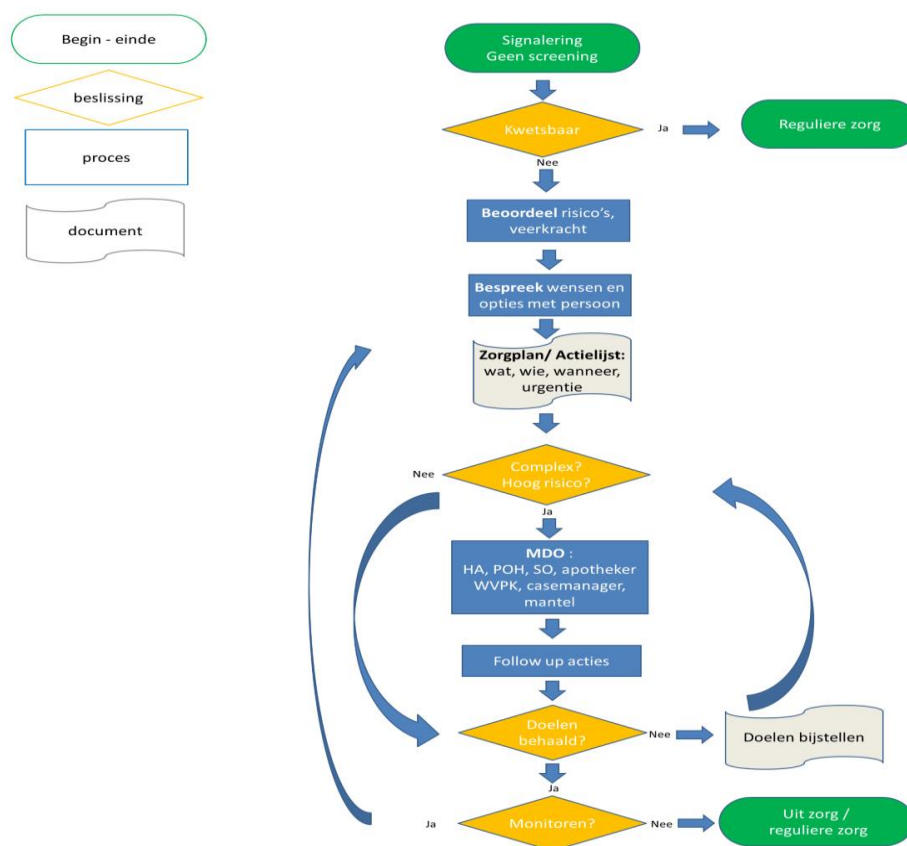 Begin - einde
beslissing
proces
document
Signalering
Geen screening
Kwetsbaar
Ja
Reguliere zorg
Nee
Beoordeel risico's,
veerkracht
Bespreek wensen en
opties met persoon
Zorgplan/ Actielijst:
wat, wie, wanneer,
urgentie
Nee
Complex?
Hoog risico?
Ja
MDO :
HA, POH, SO, apotheker
WVPK, casemanager,
mantel
Follow up acties
Doelen
behaald?
Nee
Doelen bijstellen
Ja
Ja
Monitoren?
Nee
Uit zorg /
reguliere zorg